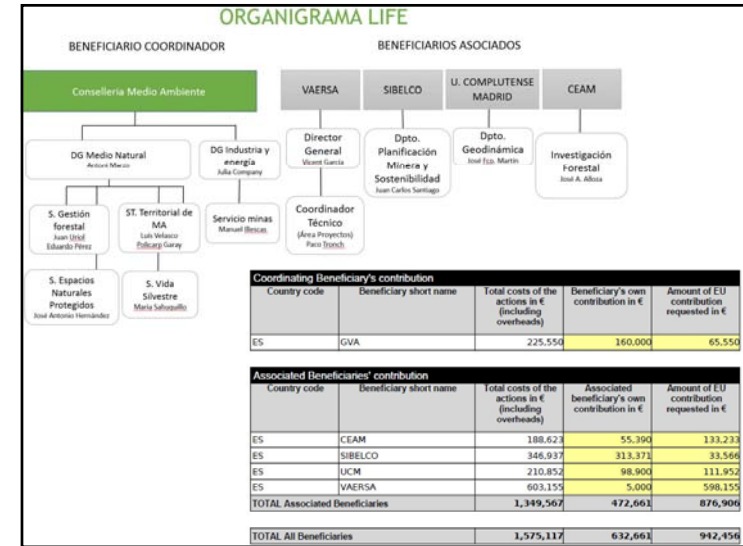 ORGANIGRAMA LIFE
BENEFICIARIO COORDINADOR
BENEFICIARIOS ASOCIADOS
Conselleria Medio Ambiente
VAERSA
SIBELCO
U. COMPLUTENSE
MADRID
CEAM
DG Medio Natural
Antoni Marzo
DG Industria y
energía
Julia Company
Director
General
Vicent García
Dpto.
Planificación
Minera y
Sostenibilidad
Juan Carlos Santiago
Dpto.
Geodinámica
José Fco. Martin
Investigación
Forestal
José A. Alloza
S. Gestión
forestal
Juan Uriol
Eduardo Pérez
ST. Territorial de
MA
Luis Velasco
Policarp Garay
Servicio minas
Manuel Illescas
Coordinador
Técnico
(Área Proyectos)
Paco Tronch
S. Espacios
Naturales
Protegidos
José Antonio Hernández
S. Vida
Silvestre
María Sahuquillo
Coordinating Beneficiary's contribution
Country code Beneficiary short name Total costs of the actions in € (including overheads) Beneficiary's own contribution in € Amount of EU contribution requested in €
ES GVA 225,550 160,000 65,550
Associated Beneficiaries' contribution
Country code Beneficiary short name Total costs of the actions in € (including overheads) Associated beneficiary's own contribution in € Amount of EU contribution requested in €
ES CEAM 188,623 55,390 133,233
ES SIBELCO 346,937 313,371 33,566
ES UCM 210,852 98,900 111,952
ES VAERSA 603,155 5,000 598,155
TOTAL Associated Beneficiaries 1,349,567 472,661 876,906
TOTAL All Beneficiaries 1,575,117 632,661 942,456